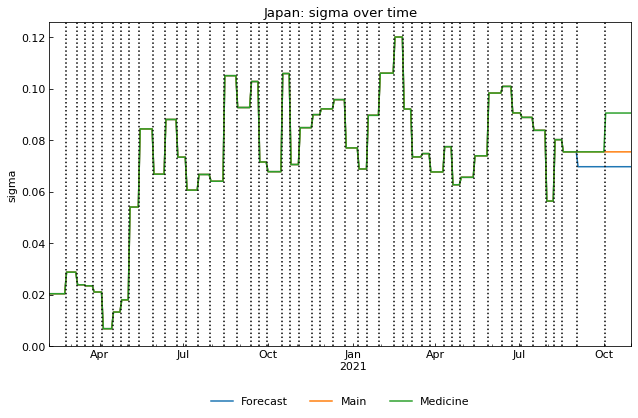 Japan: sigma over time
sigma
0.12
0.10
0.08
0.06
0.04
0.02
0.00
Apr Jul Oct Jan Apr Jul Oct
2021
Forecast Main Medicine